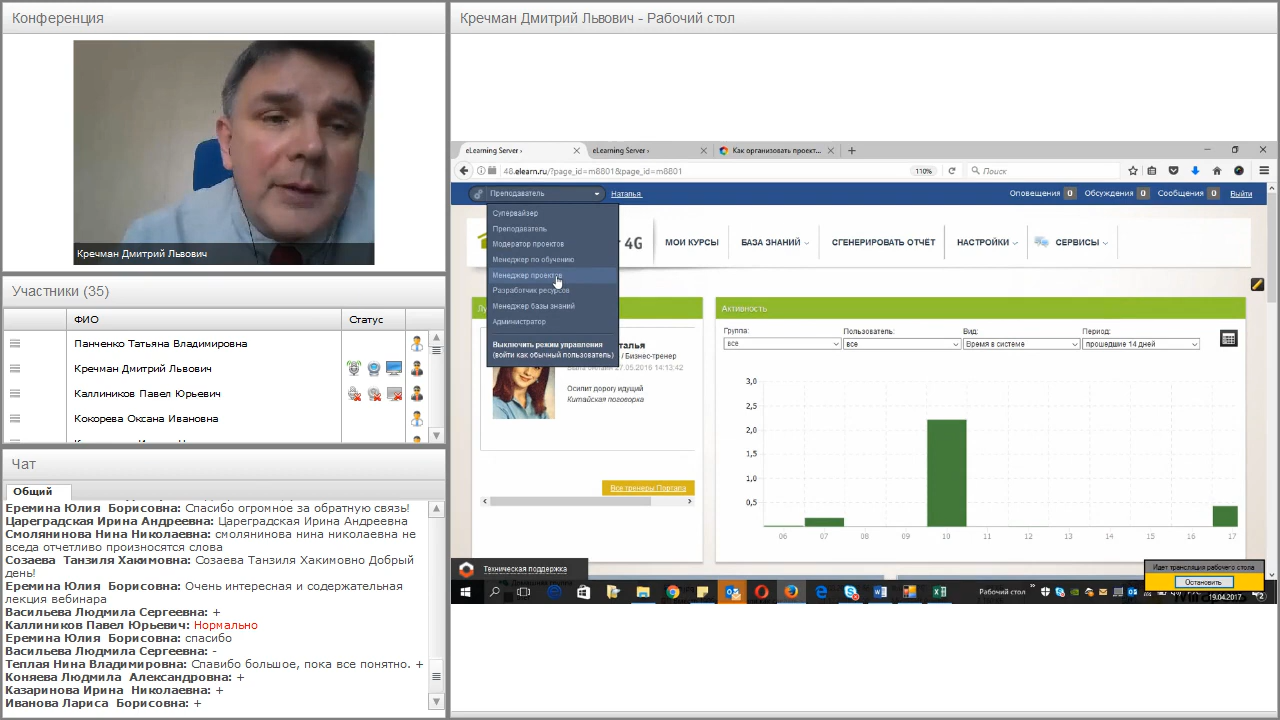 Конференция
Кречман Дмитрий Львович
Участники (35)
ФИО Статус
Панченко Татьяна Владимировна
Кречман Дмитрий Львович
Каллиников Павел Юрьевич
Кокорева Оксана Ивановна
Чат
Общий
Еремина Юлия Борисовна: Спасибо огромное за обратную связь!
Цареградская Ирина Андреевна: Цареградская Ирина Андреевна
Смолянинова Нина Николаевна: смолянинова нина николаевна не
вседа отчетливо произносятся слова
Созаева Танзиля Хакимовна: Созаева Танзиля Хакимовно Добрый
день!
Еремина Юлия Борисовна: Очень интересная и содержательная
лекция вебинара
Васильева Людмила Сергеевна: +
Каллиников Павел Юрьевич: Нормально
Еремина Юлия Борисовна: спасибо
Васильева Людмила Сергеевна: -
Теплая Нина Владимировна: Спавибо большое, пока все понятно. +
Коняева Людмила Александровна: +
Казаринова Ирина Николаевна: +
Иванова Лариса Борисовна: +
Кречман Дмитрий Львович - Рабочий стол
eLearning Server › eLearning Server › Как организовать проект...
48.elearn.ru/?page_id=m8801&page_id=m8801 110% Поиск
Преподаватель Наталья Оповещения 0 Обсуждения 0 Сообщения 0 Выйти
Супервайзер
Преподаватель
Модератор проектов
Менеджер по обучению
Менеджер проектов
Разработчик ресурсов
Менеджер базы знаний
Администратор
Выключить режим управления
(войти как обычный пользователь)
4G МОИ КУРСЫ БАЗА ЗНАНИЙ СГЕНЕРИРОВАТЬ ОТЧЁТ НАСТРОЙКИ СЕРВИСЫ
/ Бизнес-тренер
27.05.2016 14:13:42
Осилит дорогу идущий
Китайская поговорка
Все тренеры Портала
Активность
Группа: Пользователь: Вид: Период:
все все Время в системе прошедшие 14 дней
3,0
2,5
2,0
1,5
1,0
0,5
06 07 08 09 10 11 12 13 14 15 16 17
Техническая поддержка
Идет трансляция рабочего стола
Остановить
Рабочий стол
19.04.2017